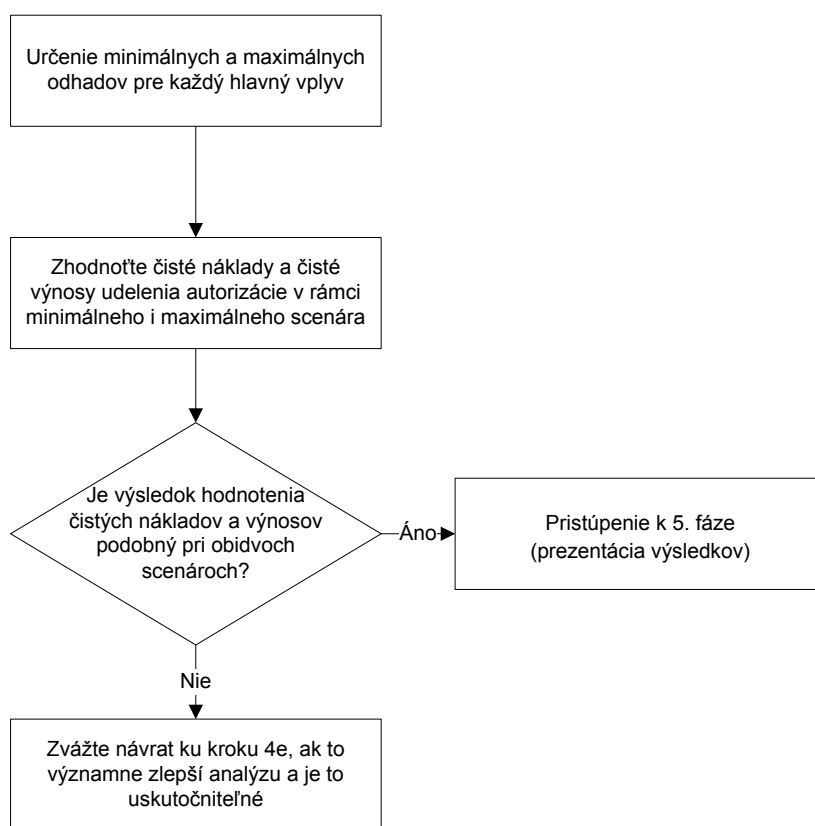 Určenie minimálnych a maximálnych
odhadov pre každý hlavný vplyv
Zhodnoťte čisté náklady a čisté
výnosy udelenia autorizácie v rámci
minimálneho i maximálneho scenára
Je výsledok hodnotenia
čistých nákladov a výnosov
podobný pri obidvoch
scenároch?
Áno
Pristúpenie k 5. fáze
(prezentácia výsledkov)
Nie
Zvážte návrat ku kroku 4e, ak to
významne zlepší analýzu a je to
uskutočniteľné